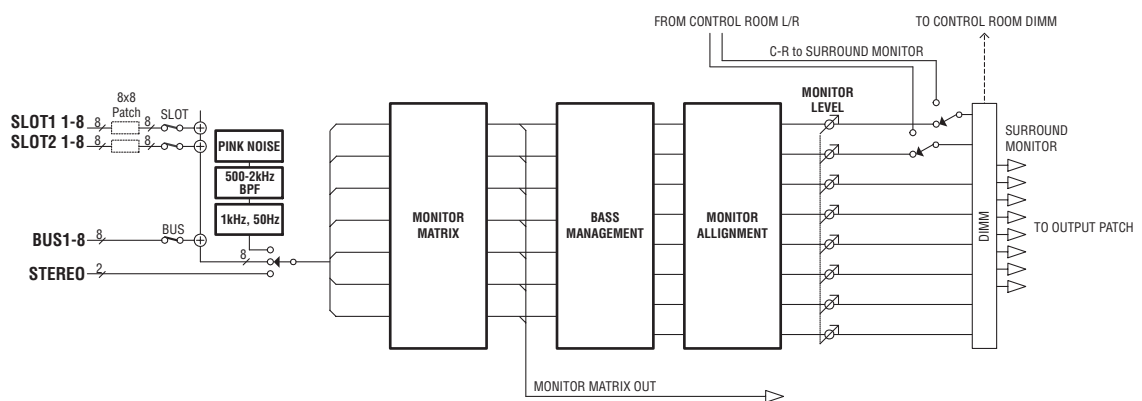 FROM CONTROL ROOM L/R
TO CONTROL ROOM DIMM
C-R to SURROUND MONITOR
8x8
Patch
SLOT
MONITOR
LEVEL
SLOT1 1-8
8
8
SLOT2 1-8
8
8
PINK NOISE
500-2kHz
BPF
1kHz, 50Hz
SURROUND
MONITOR
MONITOR
MATRIX
BASS
MANAGEMENT
MONITOR
ALLIGNMENT
DIMM
TO OUTPUT PATCH
BUS1-8
8
BUS
8
STEREO
2
MONITOR MATRIX OUT